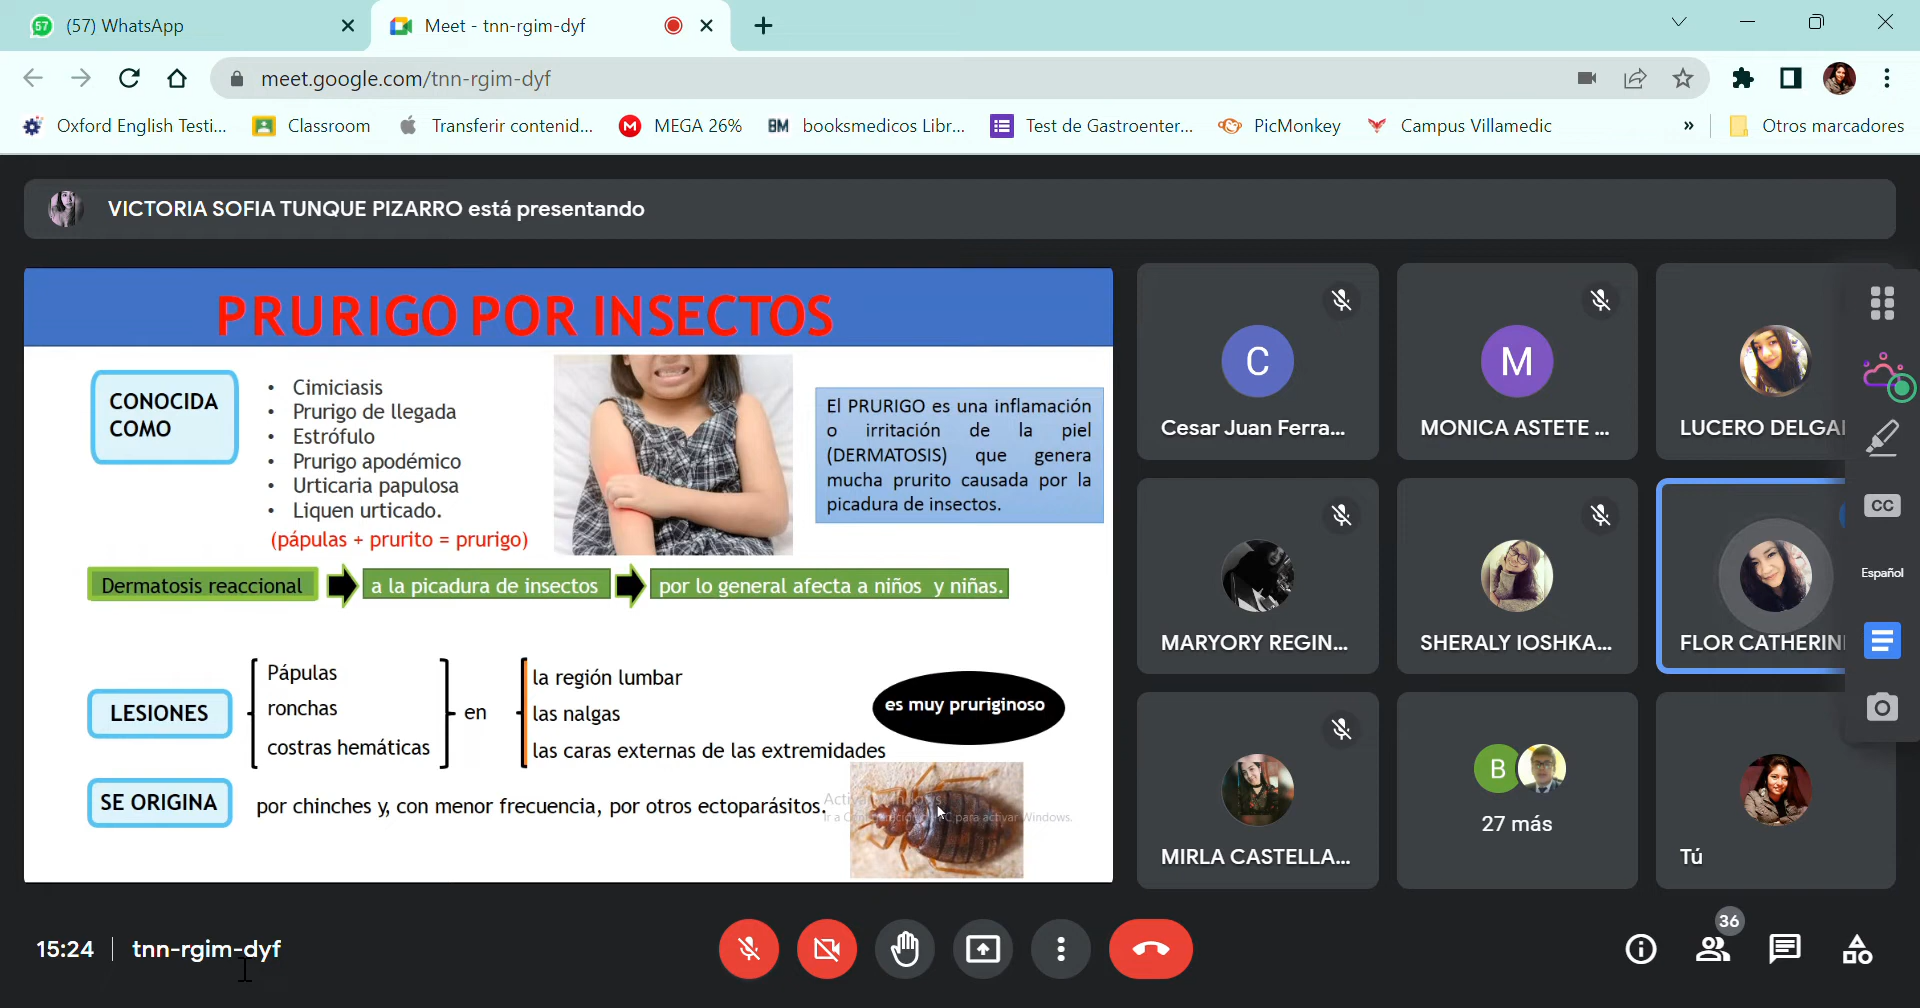 57
(57) WhatsApp
Meet - tnn-rgim-dyf
meet.google.com/tnn-rgim-dyf
Oxford English Testi...
Classroom
Transferir contenid...
MEGA 26%
BM booksmedicos Libr...
Test de Gastroenter...
PicMonkey
Campus Villamedic
»
Otros marcadores
VICTORIA SOFIA TUNQUE PIZARRO está presentando
PRURIGO POR INSECTOS
CONOCIDA
COMO
• Cimiciasis
• Prurigo de llegada
• Estrófulo
• Prurigo apodémico
• Urticaria papulosa
• Liquen urticado.
(pápulas + prurito = prurigo)
El PRURIGO es una inflamación
o irritación de la piel
(DERMATOSIS) que genera
mucha prurito causada por la
picadura de insectos.
Dermatosis reaccional
a la picadura de insectos
por lo general afecta a niños y niñas.
LESIONES
Pápulas
ronchas
costras hemáticas
en
la región lumbar
las nalgas
las caras externas de las extremidades
es muy pruriginoso
SE ORIGINA
por chinches y, con menor frecuencia, por otros ectoparásitos.
para activar Windows.
C
Cesar Juan Ferra...
M
MONICA ASTETE ...
LUCERO DELGA
MARYORY REGIN...
SHERALY IOSHKA...
FLOR CATHERIN
MIRLA CASTELLA...
B
27 más
Tú
CC
Español
15:24
tnn-rgim-dyf
36